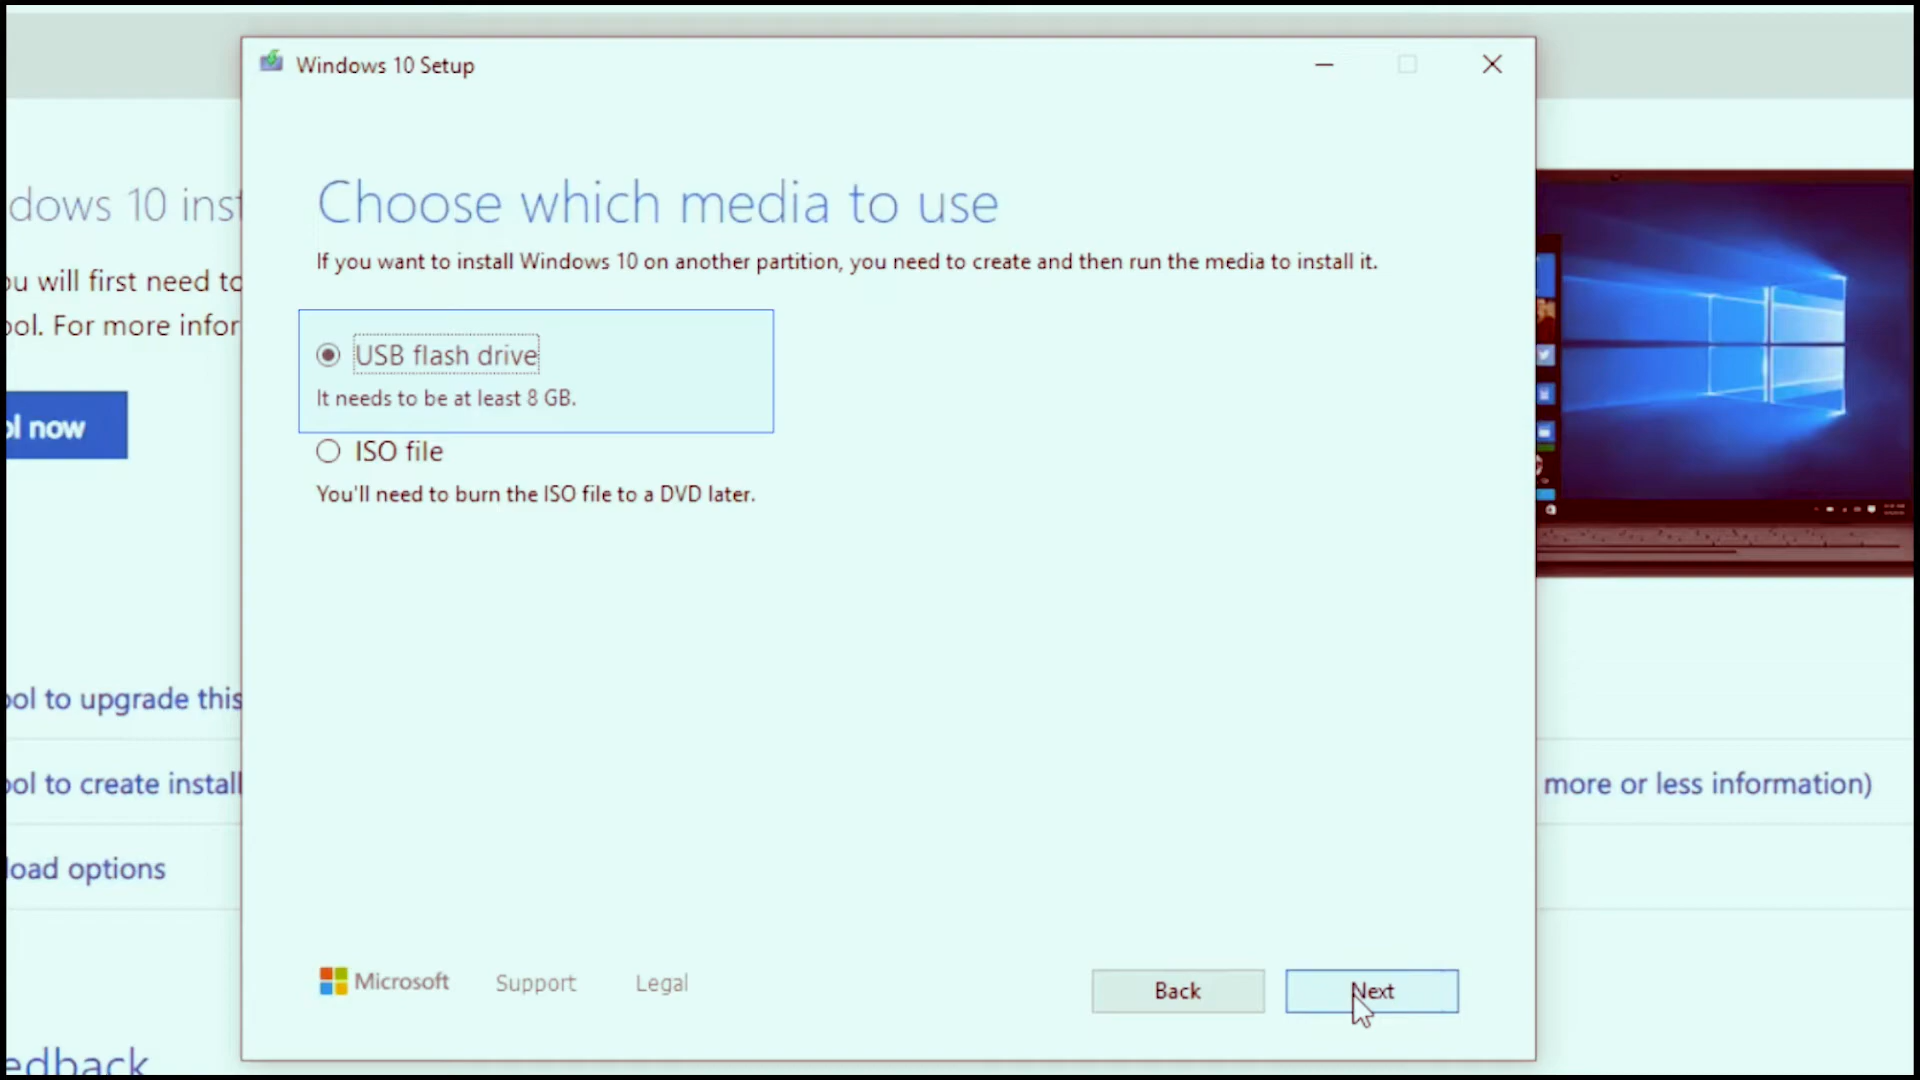 Windows 10 Setup
dows 10 inst
Choose which media to use
If you want to install Windows 10 on another partition, you need to create and then run the media to install it.
ou will first need to
ool. For more infor
USB flash drive
It needs to be at least 8 GB.
ol now
ISO file
You'll need to burn the ISO file to a DVD later.
ool to upgrade this
ool to create install
more or less information)
load options
Microsoft
Support
Legal
Back
Next
edback